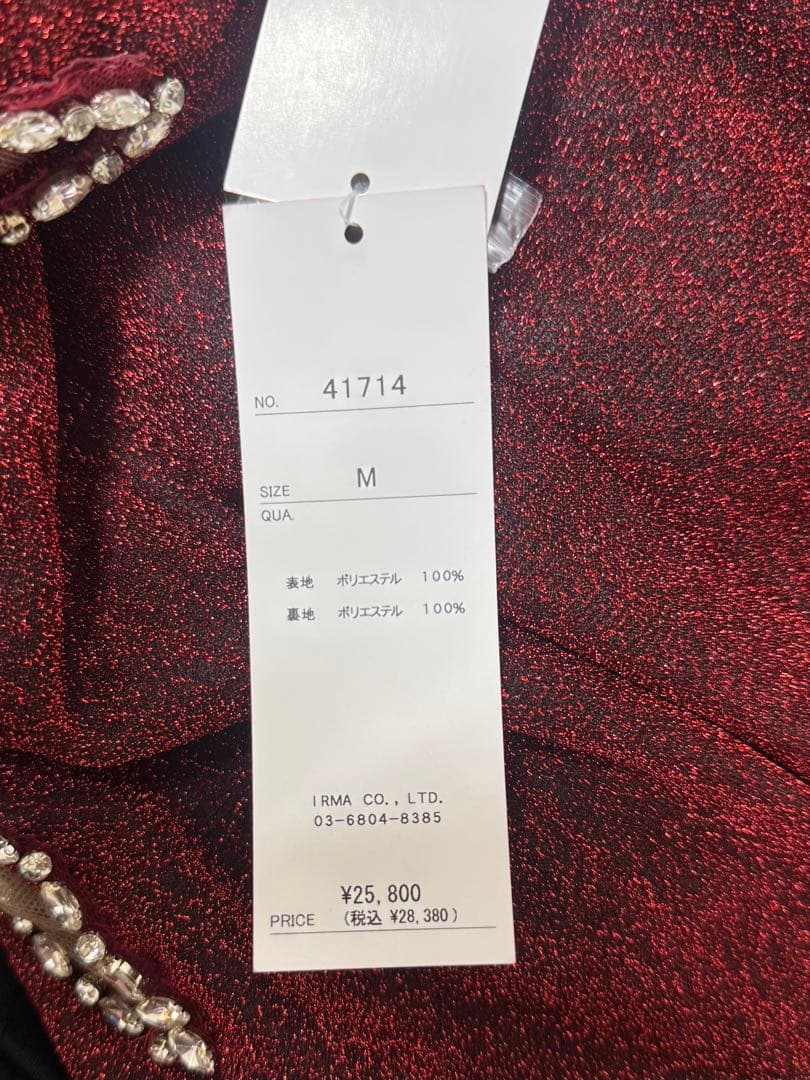 NO. 41714
SIZE M
QUA.
表地 ポリエステル 100%
裏地 ポリエステル 100%
IRMA CO., LTD.
03-6804-8385
¥25,800
PRICE (税込 ¥28,380)